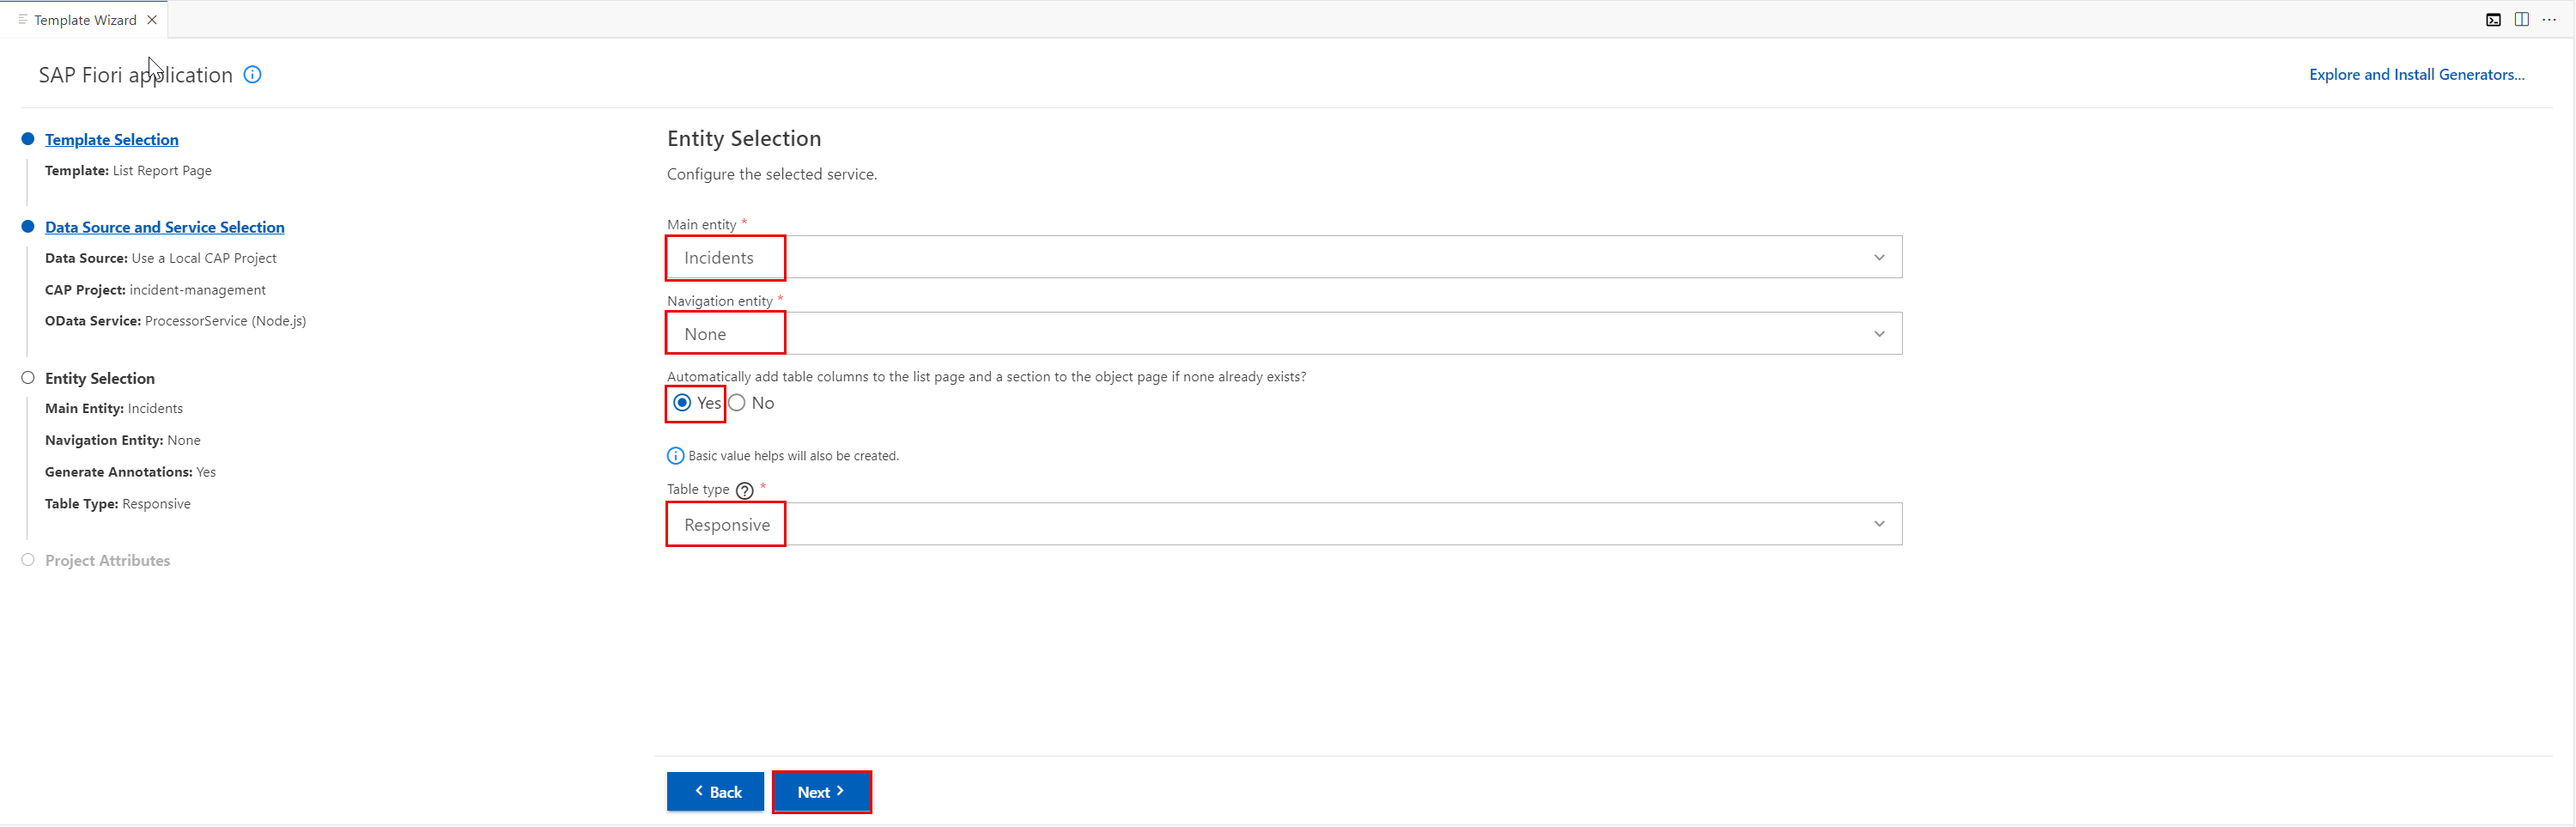 Template Wizard
SAP Fiori application
Explore and Install Generators...
Template Selection
Template: List Report Page
Data Source and Service Selection
Data Source: Use a Local CAP Project
CAP Project: incident-management
OData Service: ProcessorService (Node.js)
Entity Selection
Main Entity: Incidents
Navigation Entity: None
Generate Annotations: Yes
Table Type: Responsive
Project Attributes
Entity Selection
Configure the selected service.
Main entity *
Incidents
Navigation entity *
None
Automatically add table columns to the list page and a section to the object page if none already exists?
Yes No
Basic value helps will also be created.
Table type *
Responsive
Back Next